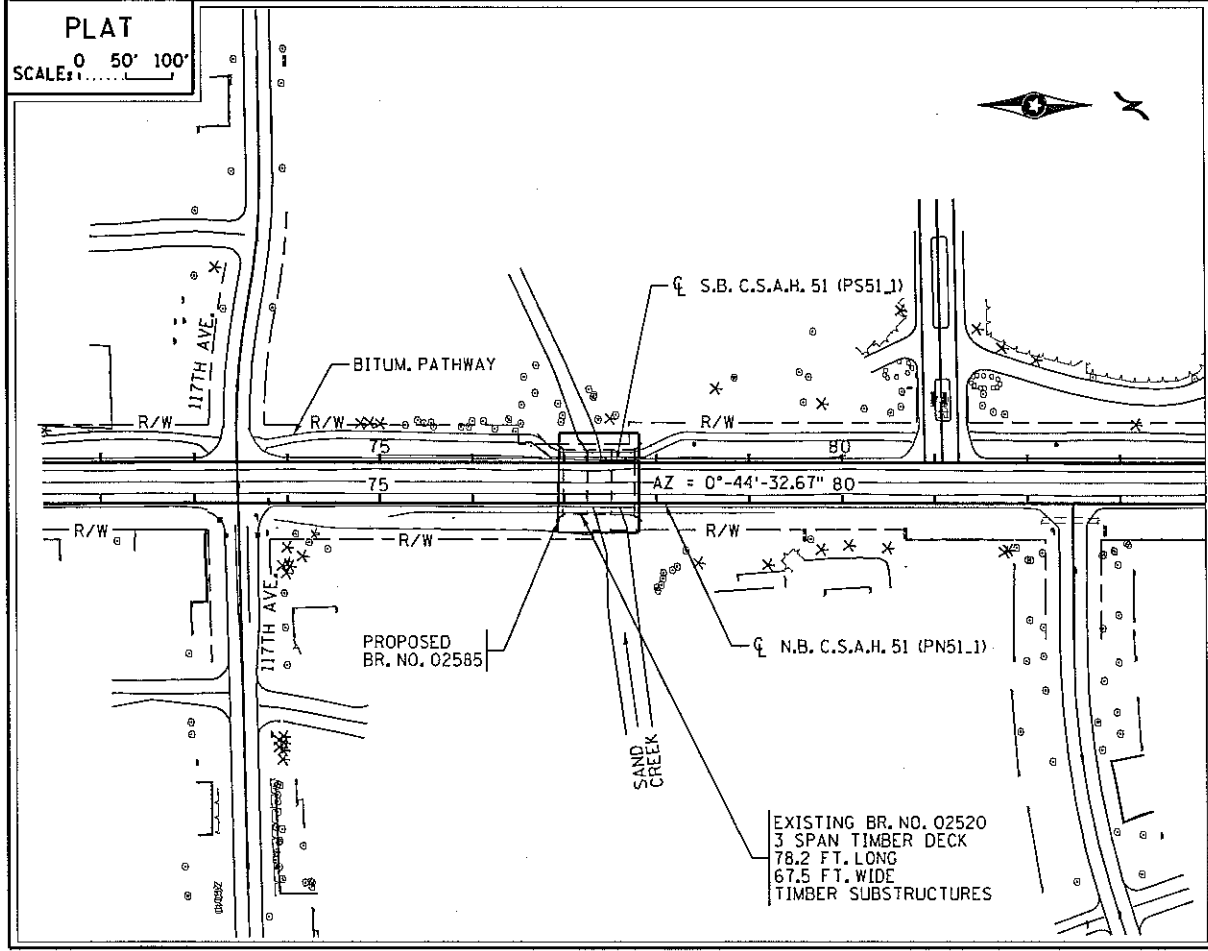 PLAT
SCALE: 0 50' 100'
N
℄ S.B. C.S.A.H. 51 (PS51_1)
BITUM. PATHWAY
117TH AVE.
R/W
R/W
R/W
75
80
75
AZ = 0°-44'-32.67" 80
R/W
R/W
R/W
117TH AVE.
PROPOSED
BR. NO. 02585
℄ N.B. C.S.A.H. 51 (PN51_1)
SAND
CREEK
EXISTING BR. NO. 02520
3 SPAN TIMBER DECK
78.2 FT. LONG
67.5 FT. WIDE
TIMBER SUBSTRUCTURES